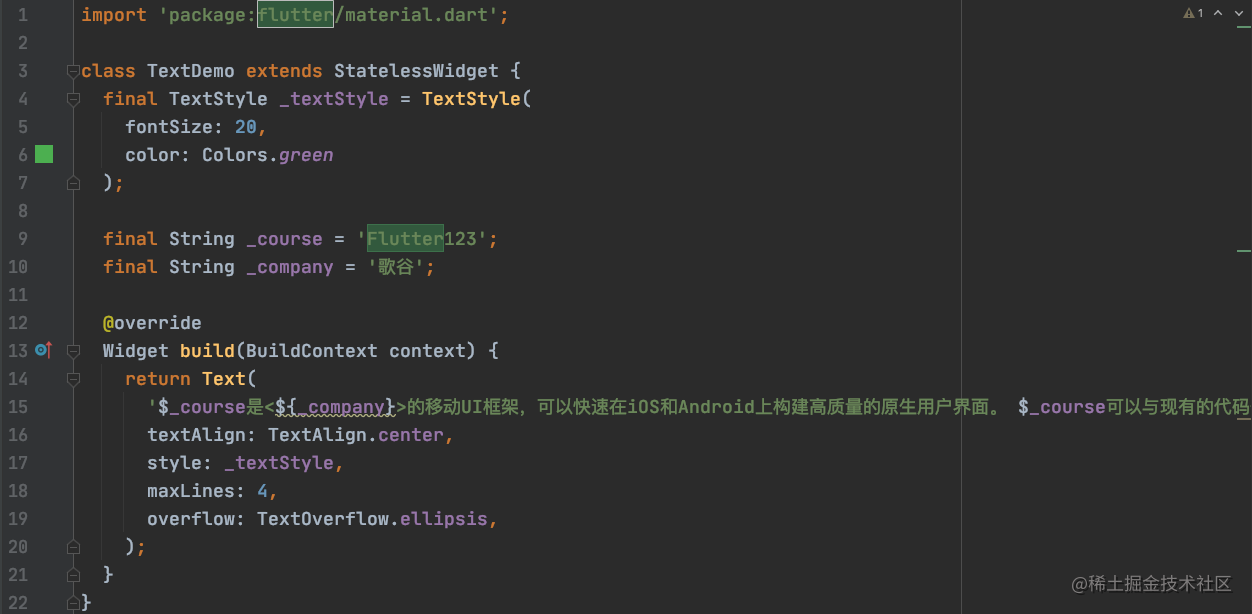 1 import 'package:flutter/material.dart';
1
2
3 class TextDemo extends StatelessWidget {
4 final TextStyle _textStyle = TextStyle(
5 fontSize: 20,
6 color: Colors.green
7 );
8
9 final String _course = 'Flutter123';
10 final String _company = '歌谷';
11
12 @override
13 Widget build(BuildContext context) {
14 return Text(
15 '$_course是<${_company}>的移动UI框架，可以快速在iOS和Android上构建高质量的原生用户界面。 $_course可以与现有的代码
16 textAlign: TextAlign.center,
17 style: _textStyle,
18 maxLines: 4,
19 overflow: TextOverflow.ellipsis,
20 );
21 }
22 }
@稀土掘金技术社区